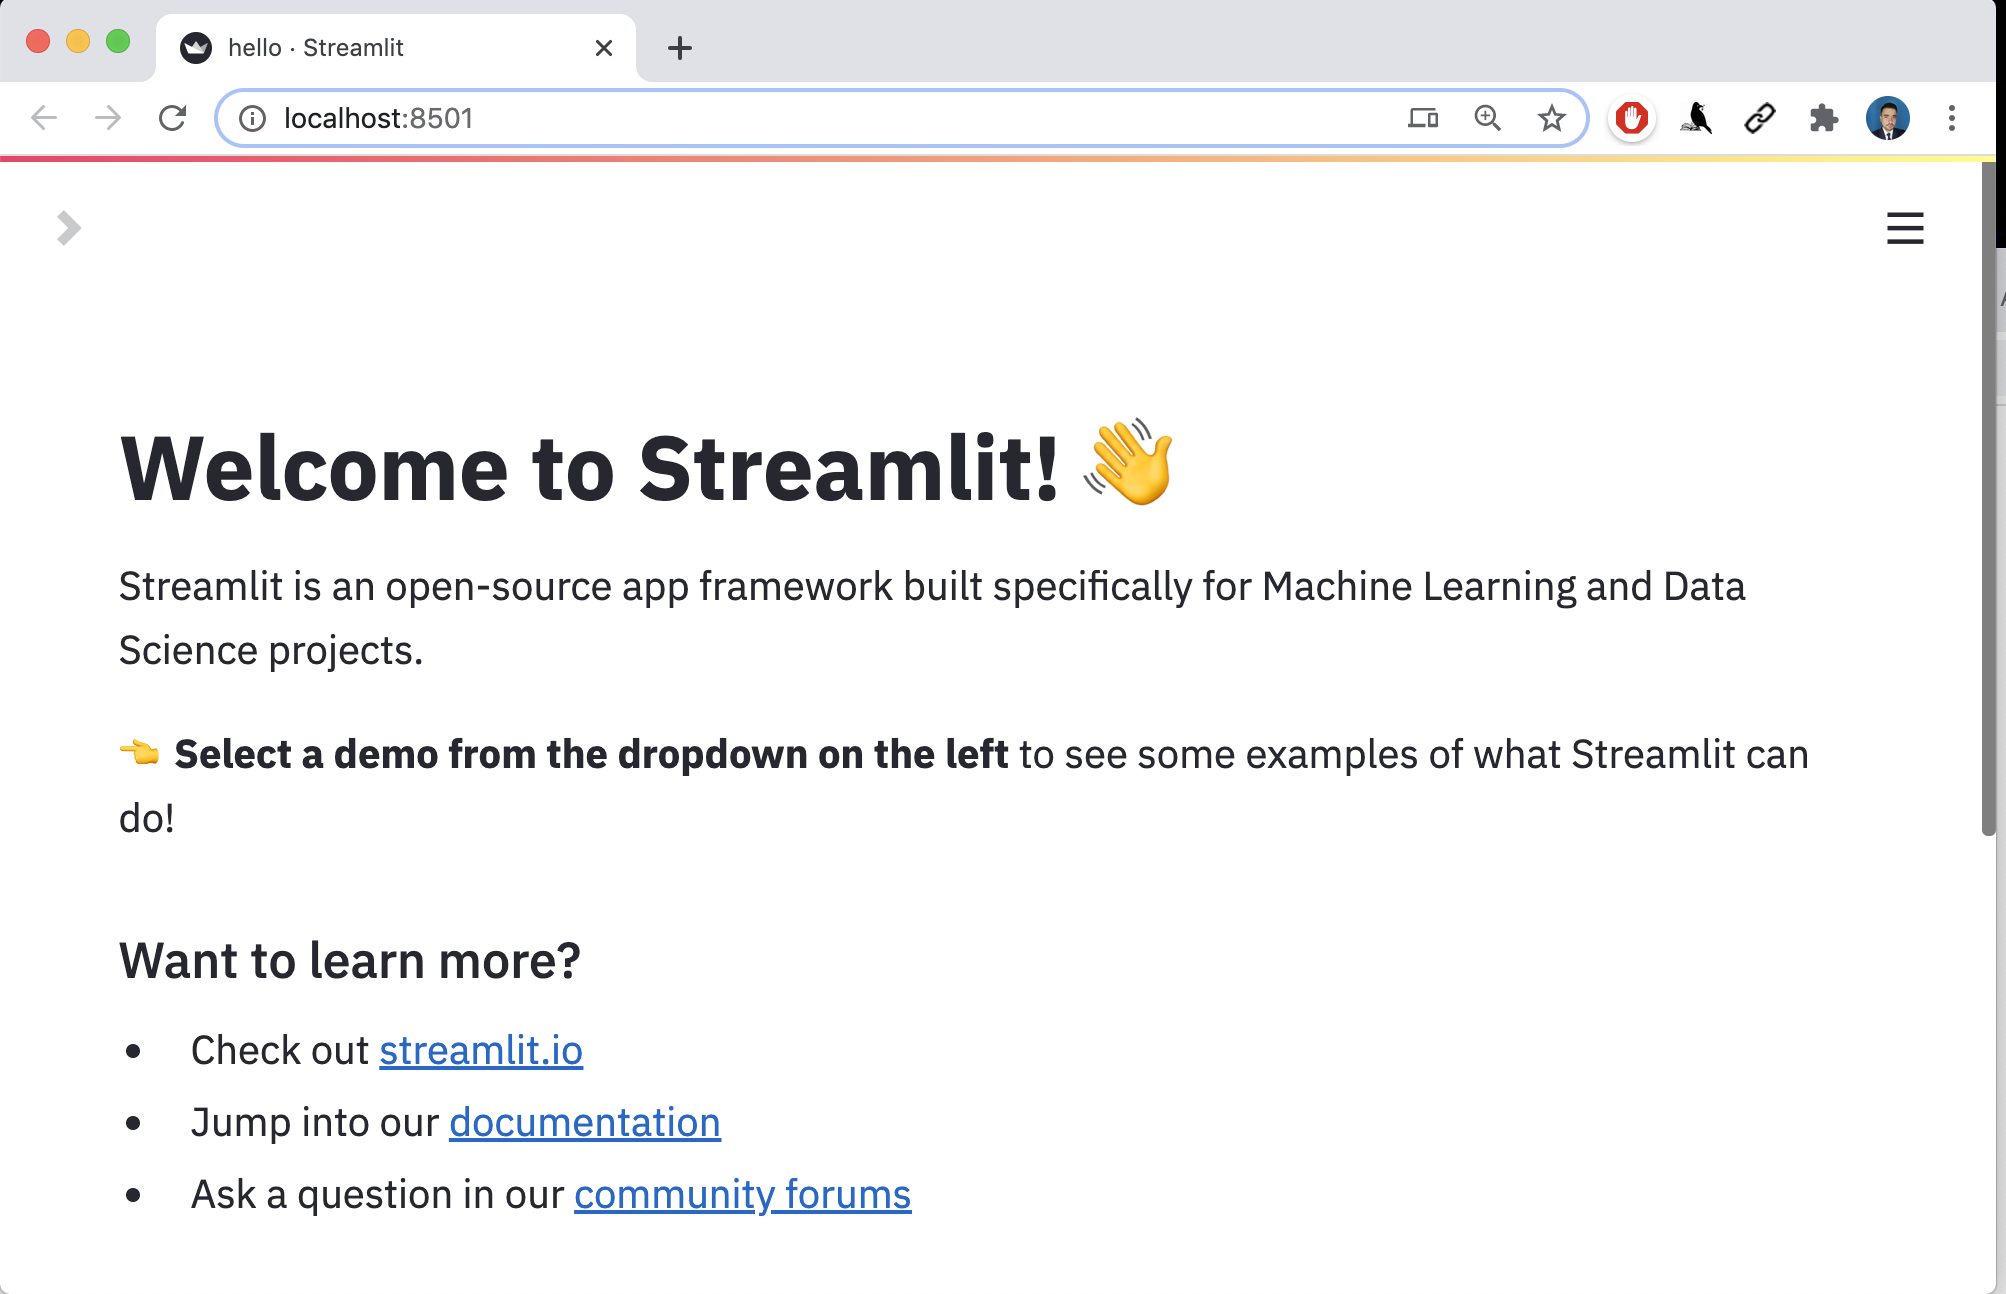 hello · Streamlit
localhost:8501
Welcome to Streamlit! 👋
Streamlit is an open-source app framework built specifically for Machine Learning and Data
Science projects.
👈 Select a demo from the dropdown on the left to see some examples of what Streamlit can
do!
Want to learn more?
• Check out streamlit.io
• Jump into our documentation
• Ask a question in our community forums